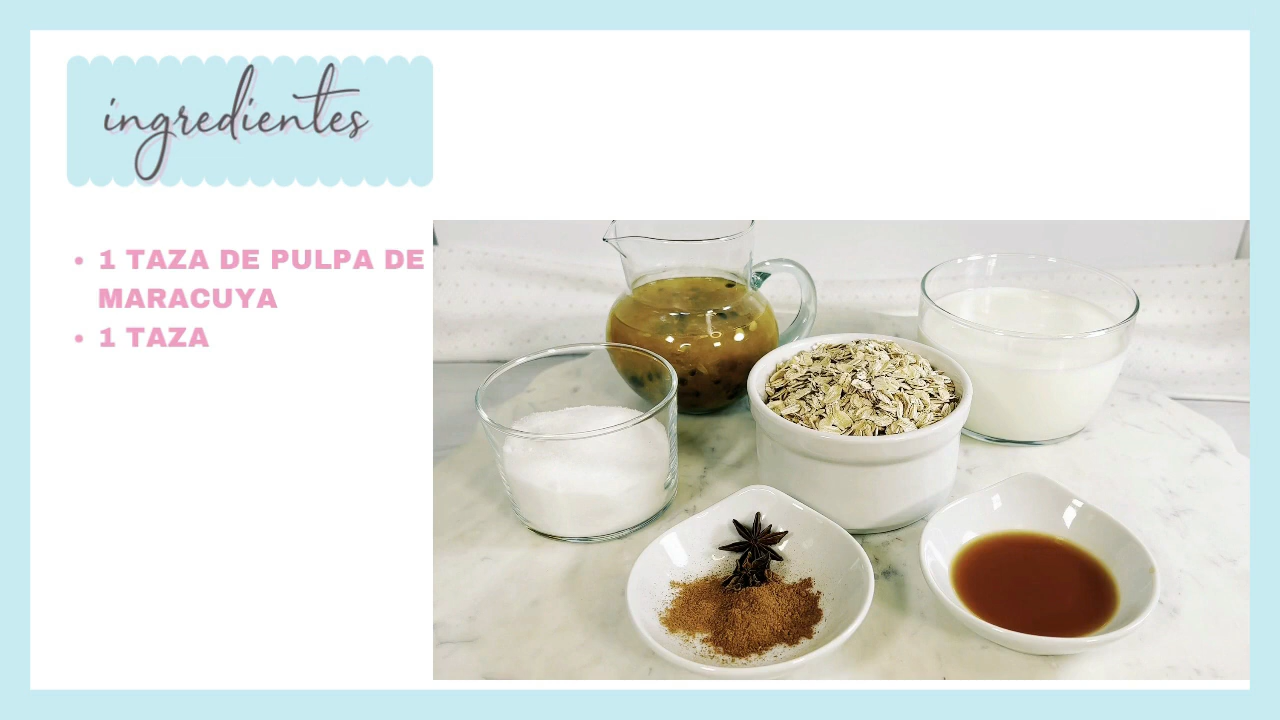 ingredientes
• 1 TAZA DE PULPA DE
MARACUYA
• 1 TAZA